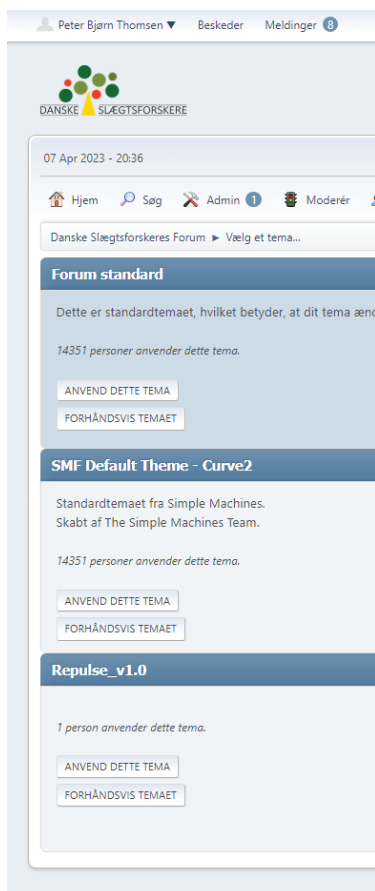 Peter Bjørn Thomsen ▼ Beskeder Meldinger 8
DANSKE SLÆGTSFORSKERE
07 Apr 2023 - 20:36
Hjem Søg Admin 1 Moderér
Danske Slægtsforskeres Forum ► Vælg et tema...
Forum standard
Dette er standardtemaet, hvilket betyder, at dit tema ænd
14351 personer anvender dette tema.
ANVEND DETTE TEMA
FORHÅNDSVIS TEMAET
SMF Default Theme - Curve2
Standardtemaet fra Simple Machines.
Skabt af The Simple Machines Team.
14351 personer anvender dette tema.
ANVEND DETTE TEMA
FORHÅNDSVIS TEMAET
Repulse_v1.0
1 person anvender dette tema.
ANVEND DETTE TEMA
FORHÅNDSVIS TEMAET